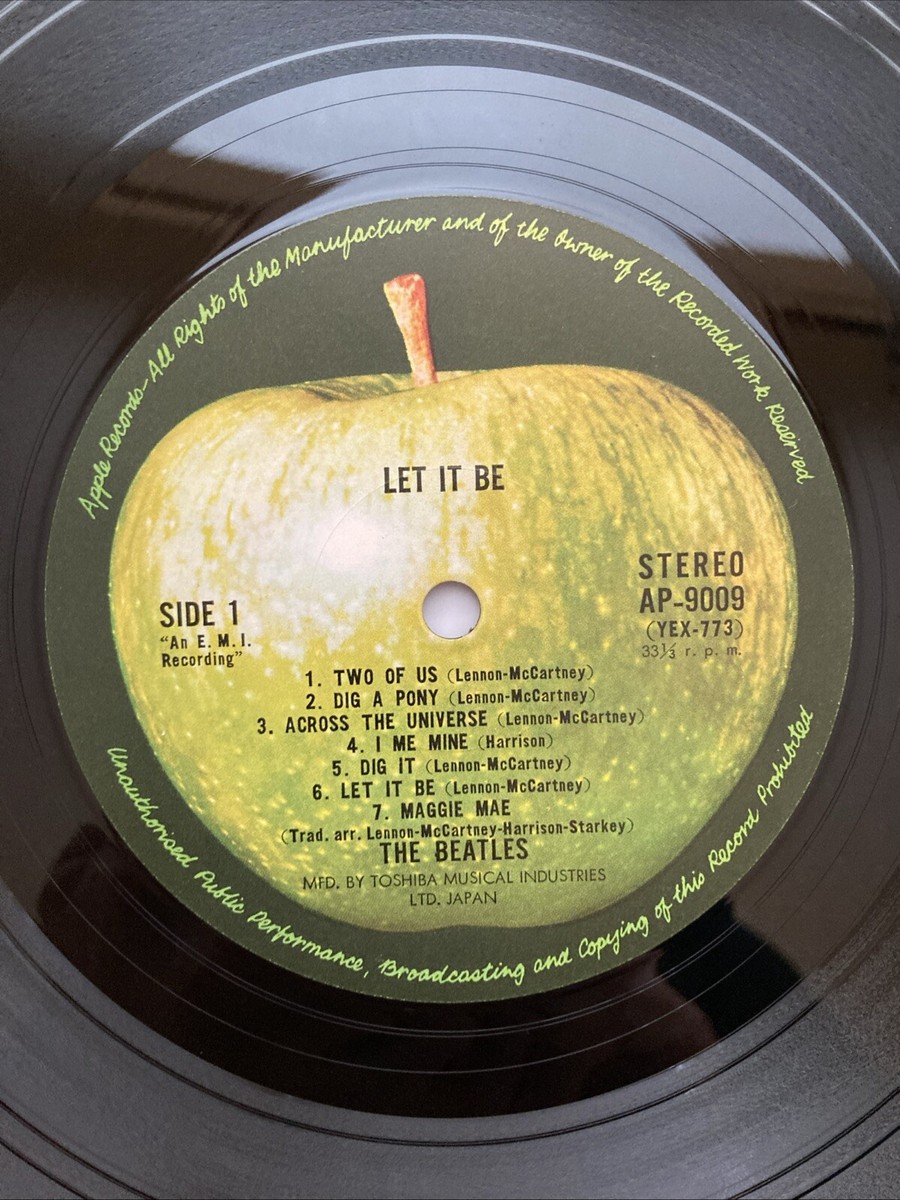 Apple Records—All Rights of the Manufacturer and of the Owner of the Recorded Work Reserved
LET IT BE
STEREO
AP-9009
(YEX-773)
33⅓ r. p. m.
SIDE 1
“An E. M. I.
Recording”
1. TWO OF US (Lennon-McCartney)
2. DIG A PONY (Lennon-McCartney)
3. ACROSS THE UNIVERSE (Lennon-McCartney)
4. I ME MINE (Harrison)
5. DIG IT (Lennon-McCartney)
6. LET IT BE (Lennon-McCartney)
7. MAGGIE MAE
(Trad. arr. Lennon-McCartney-Harrison-Starkey)
THE BEATLES
MFD. BY TOSHIBA MUSICAL INDUSTRIES
LTD. JAPAN
Unauthorised Public Performance, Broadcasting and Copying of this Record Prohibited